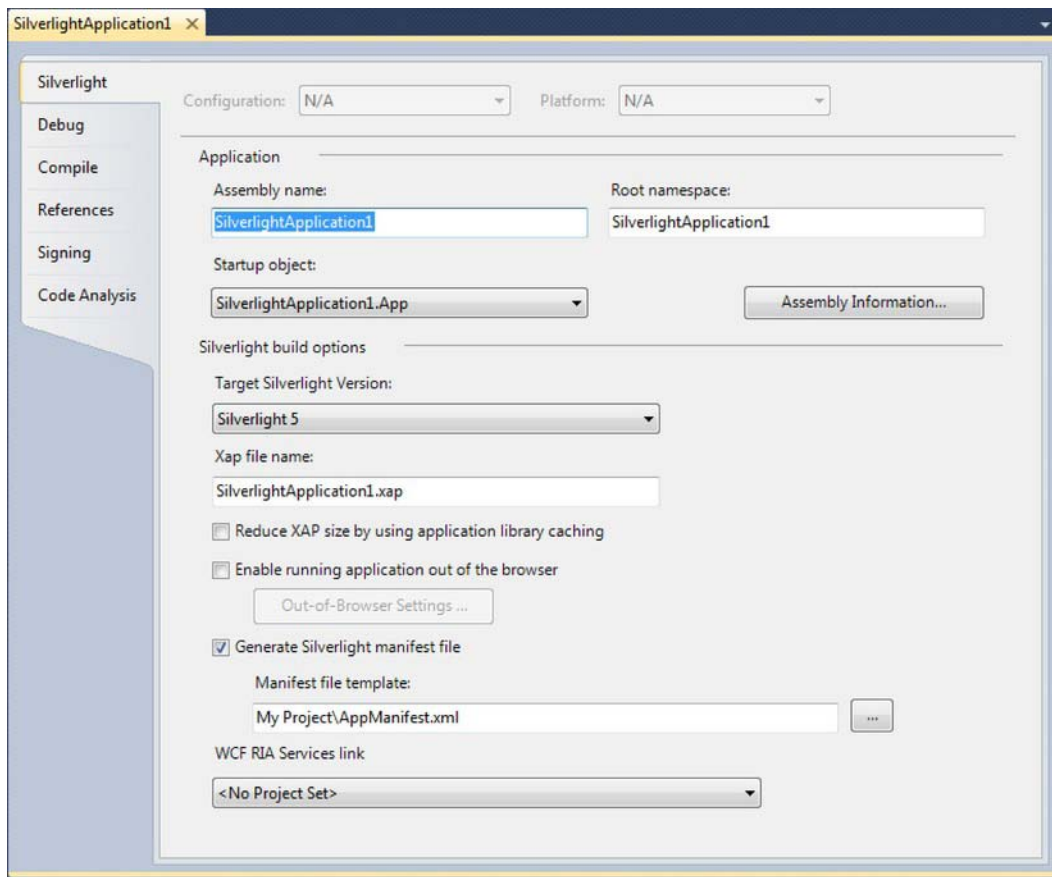 SilverlightApplication1
Silverlight
Debug
Compile
References
Signing
Code Analysis
Configuration: N/A Platform: N/A
Application
Assembly name: Root namespace:
SilverlightApplication1 SilverlightApplication1
Startup object:
SilverlightApplication1.App Assembly Information...
Silverlight build options
Target Silverlight Version:
Silverlight 5
Xap file name:
SilverlightApplication1.xap
Reduce XAP size by using application library caching
Enable running application out of the browser
Out-of-Browser Settings ...
Generate Silverlight manifest file
Manifest file template:
My Project\AppManifest.xml ...
WCF RIA Services link
<No Project Set>